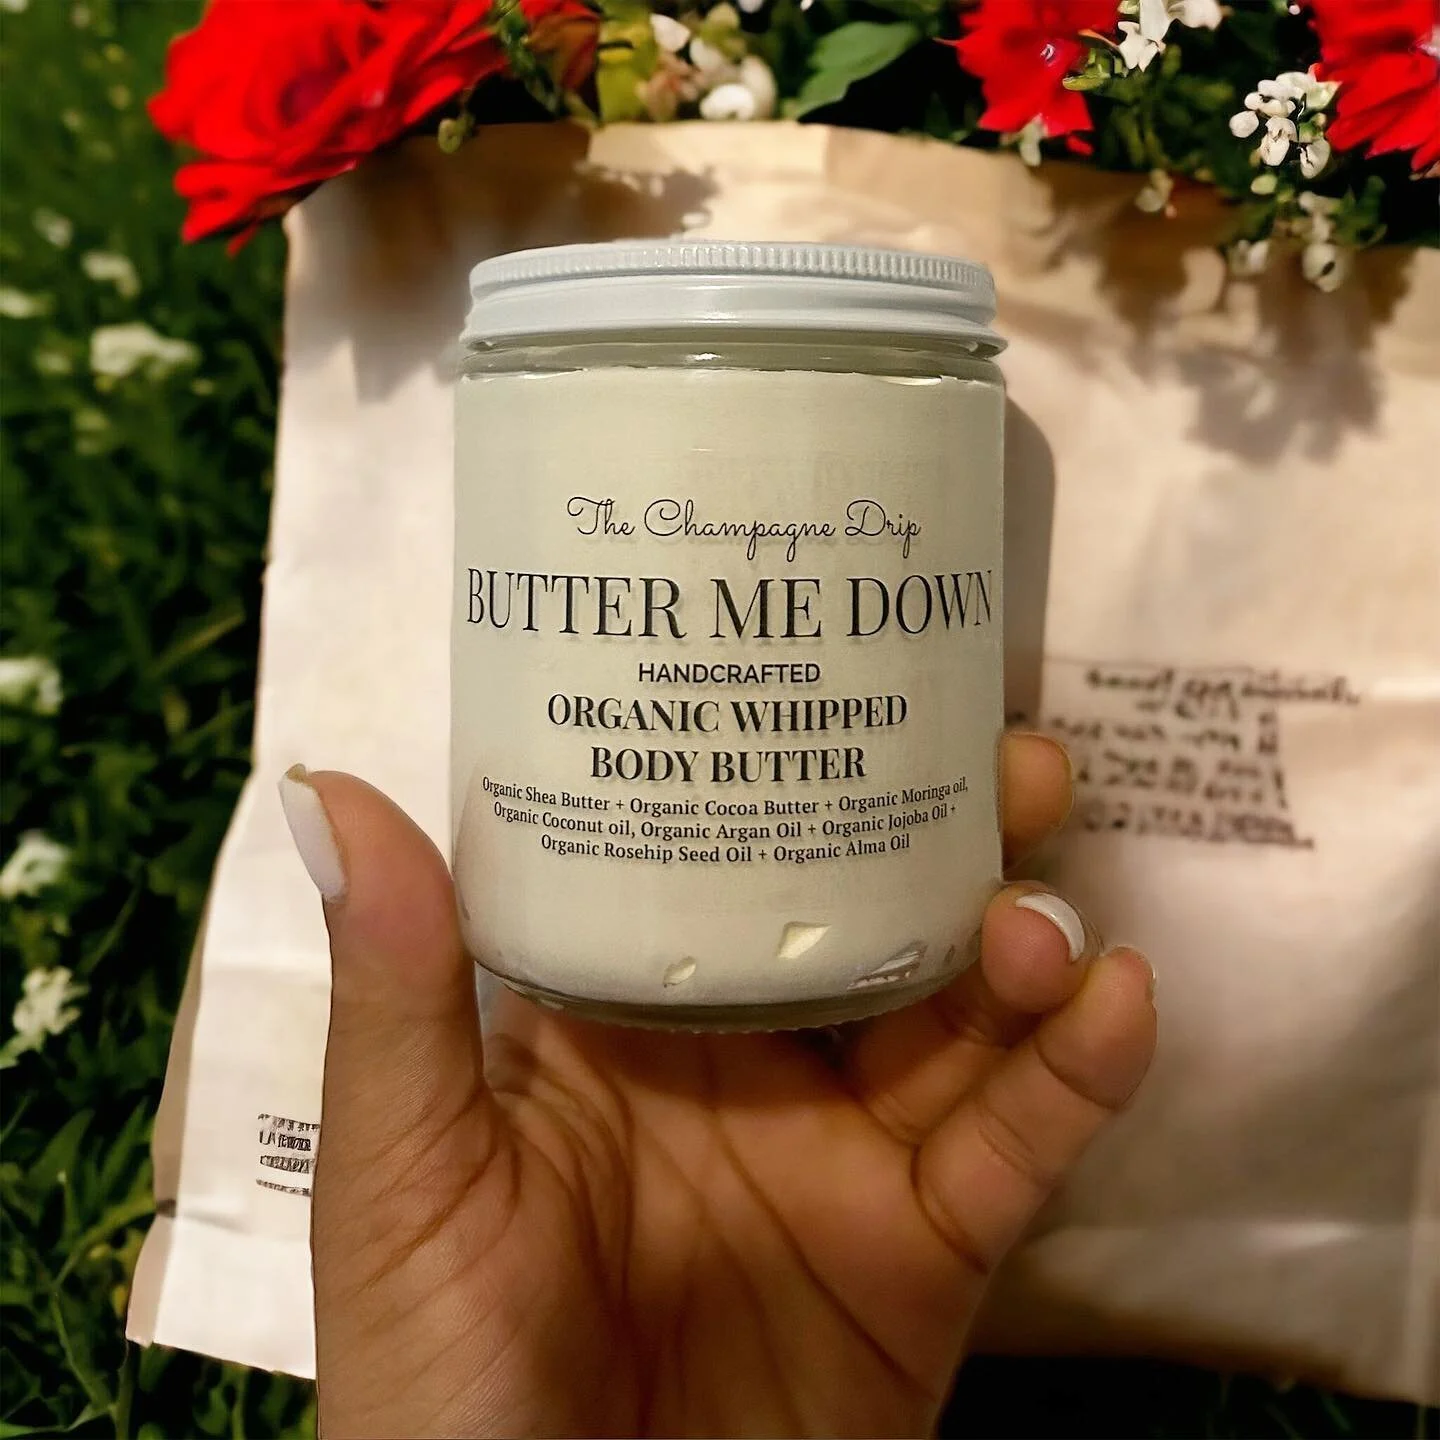 The Champagne Drip
BUTTER ME DOWN
HANDCRAFTED
ORGANIC WHIPPED
BODY BUTTER
Organic Shea Butter + Organic Cocoa Butter + Organic Moringa oil,
Organic Coconut oil, Organic Argan Oil + Organic Jojoba Oil +
Organic Rosehip Seed Oil + Organic Alma Oil